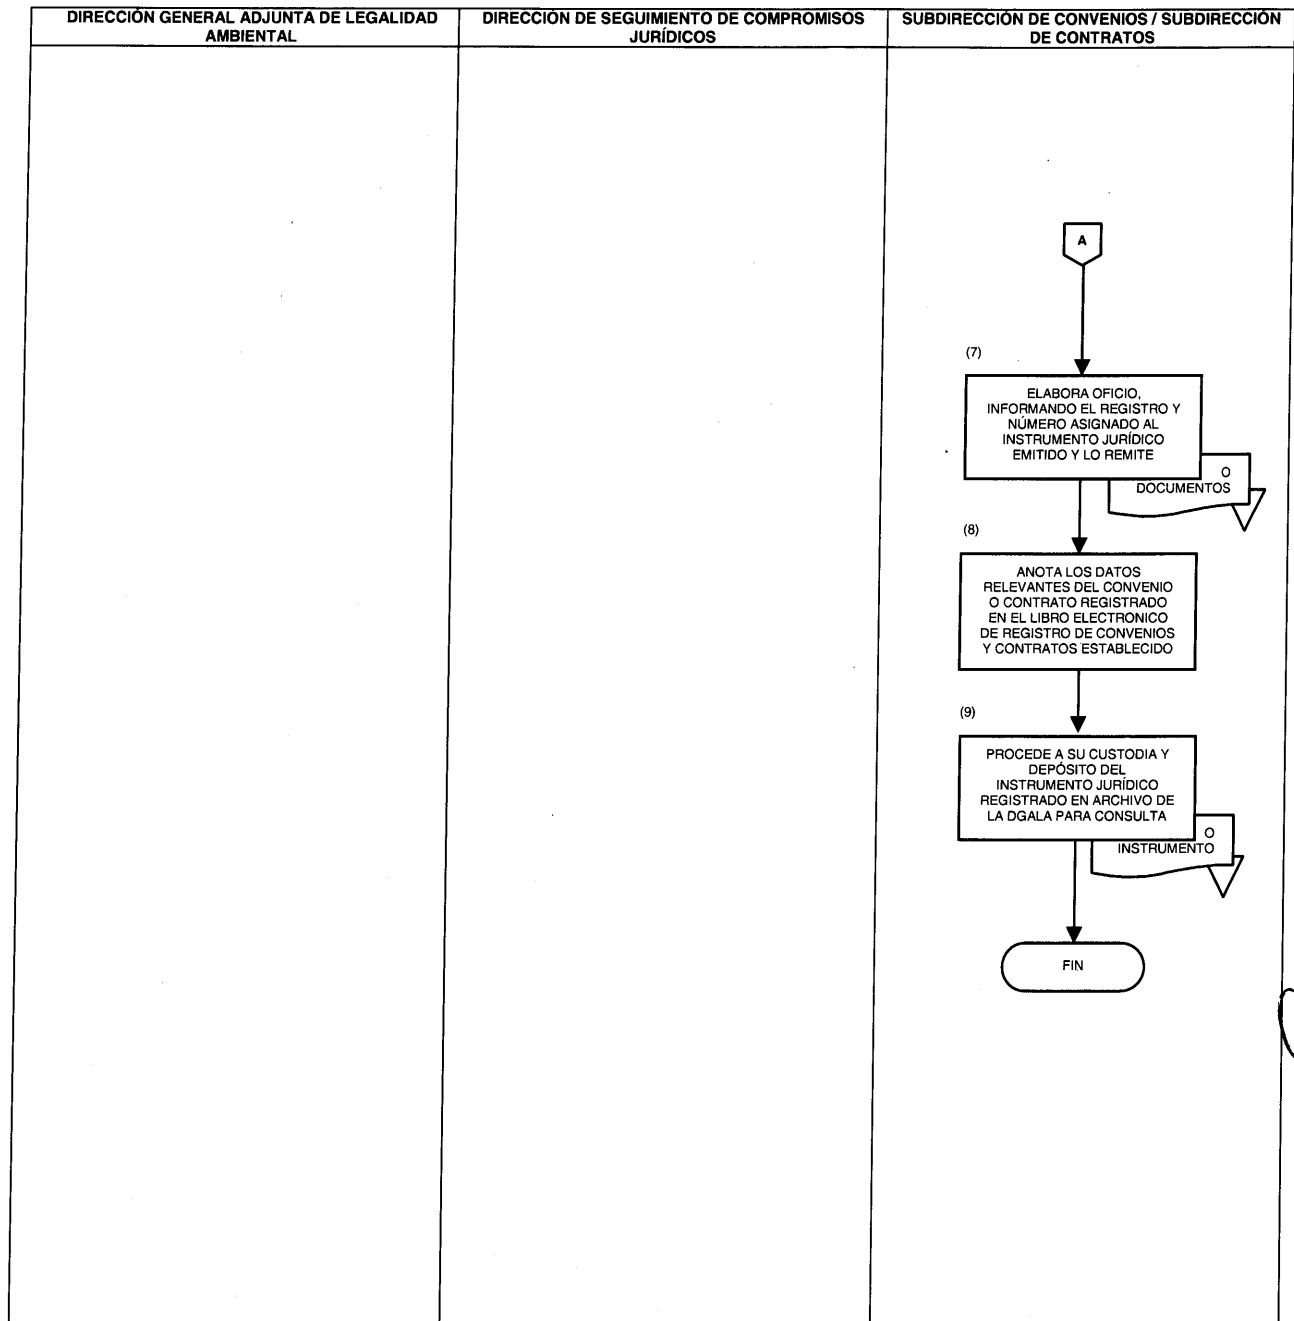 DIRECCIÓN GENERAL ADJUNTA DE LEGALIDAD
AMBIENTAL
DIRECCIÓN DE SEGUIMIENTO DE COMPROMISOS
JURÍDICOS
SUBDIRECCIÓN DE CONVENIOS / SUBDIRECCIÓN
DE CONTRATOS
A
(7)
ELABORA OFICIO,
INFORMANDO EL REGISTRO Y
NÚMERO ASIGNADO AL
INSTRUMENTO JURÍDICO
EMITIDO Y LO REMITE
O
DOCUMENTOS
(8)
ANOTA LOS DATOS
RELEVANTES DEL CONVENIO
O CONTRATO REGISTRADO
EN EL LIBRO ELECTRONICO
DE REGISTRO DE CONVENIOS
Y CONTRATOS ESTABLECIDO
(9)
PROCEDE A SU CUSTODIA Y
DEPÓSITO DEL
INSTRUMENTO JURÍDICO
REGISTRADO EN ARCHIVO DE
LA DGALA PARA CONSULTA
O
INSTRUMENTO
FIN